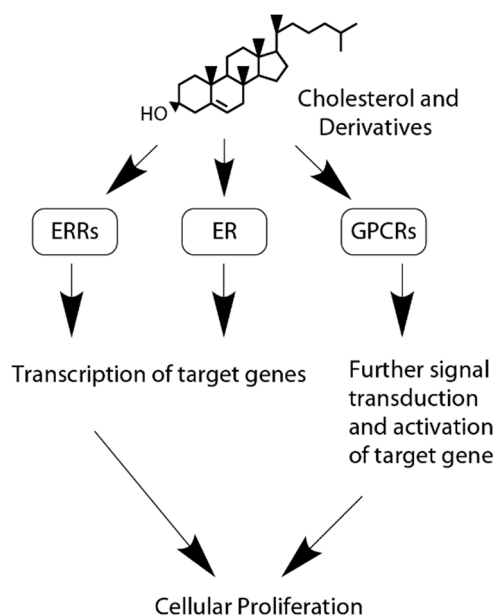 HO
Cholesterol and
Derivatives
ERRs
ER
GPCRs
Transcription of target genes
Further signal
transduction
and activation
of target gene
Cellular Proliferation